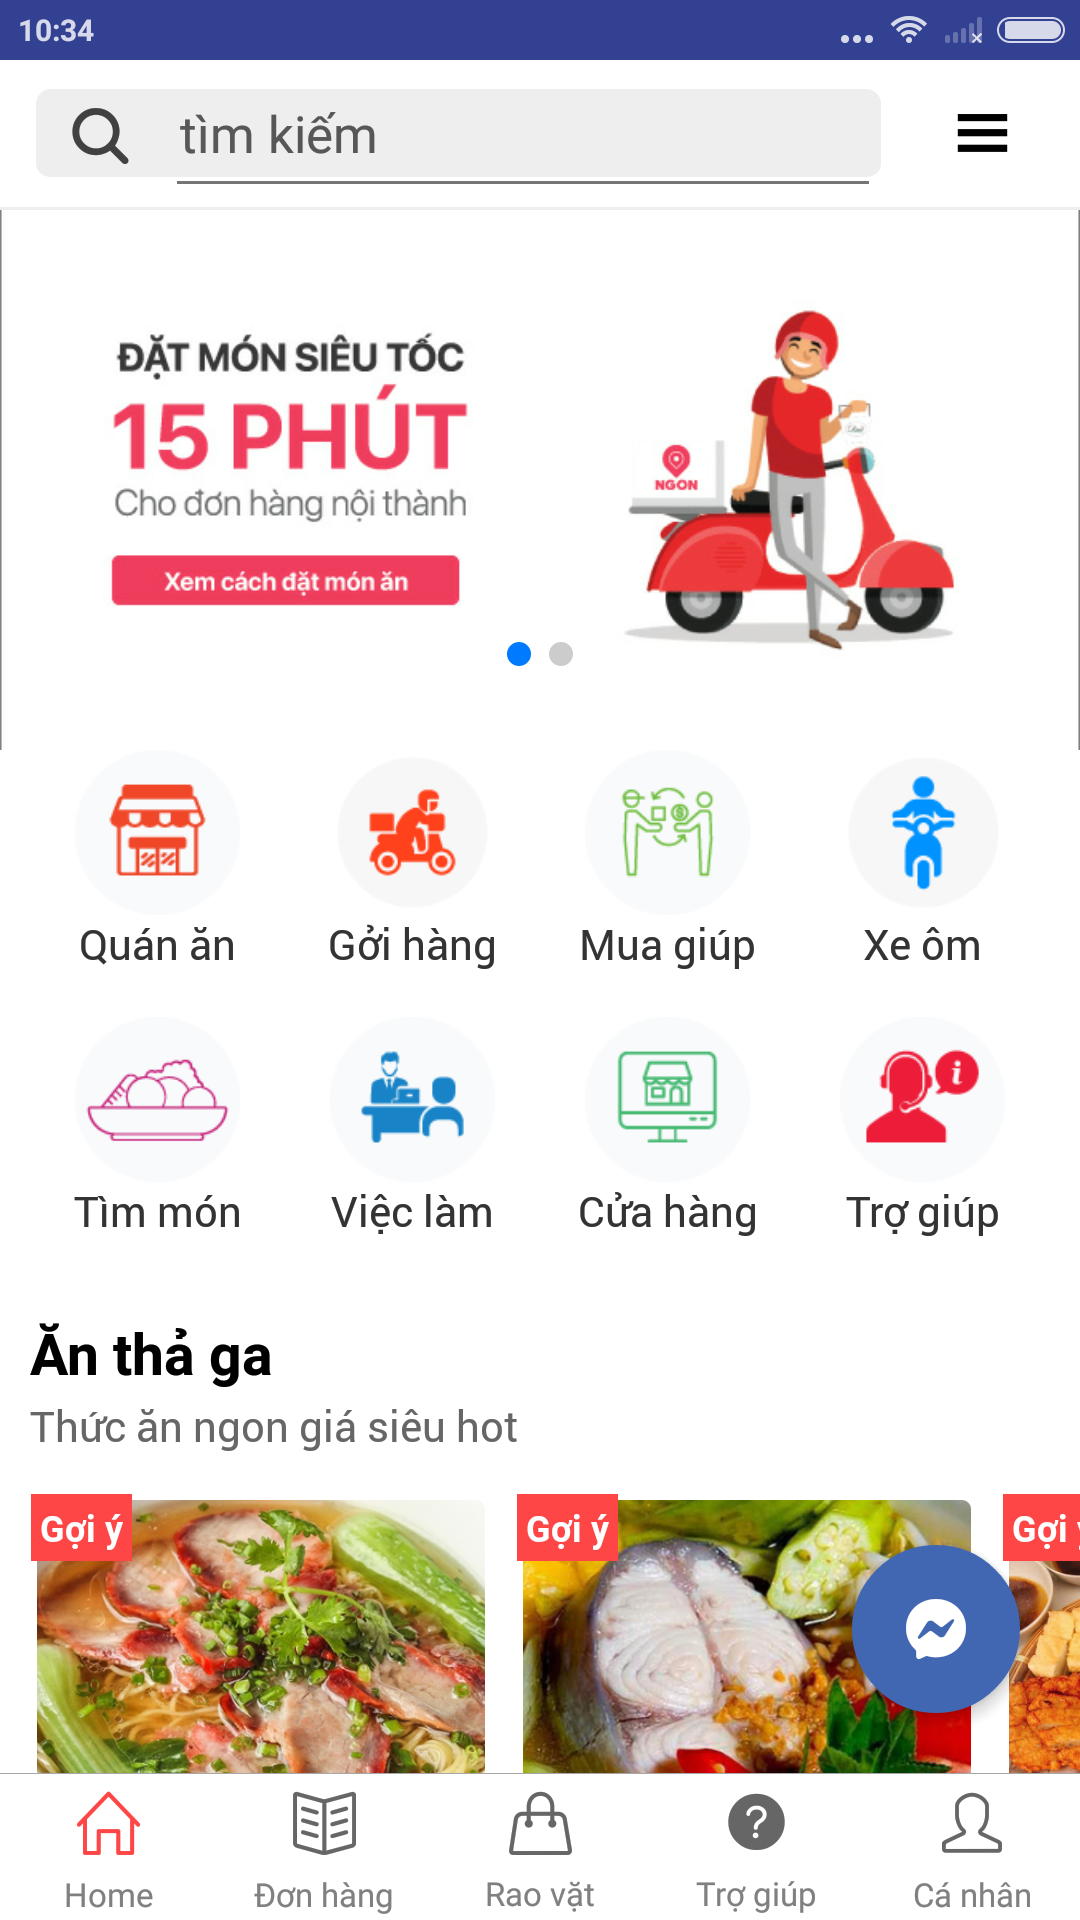 10:34
tìm kiếm
ĐẶT MÓN SIÊU TỐC
15 PHÚT
Cho đơn hàng nội thành
Xem cách đặt món ăn
NGON
Quán ăn
Gởi hàng
Mua giúp
Xe ôm
Tìm món
Việc làm
Cửa hàng
Trợ giúp
Ăn thả ga
Thức ăn ngon giá siêu hot
Gợi ý
Gợi ý
Gợi
Home
Đơn hàng
Rao vặt
Trợ giúp
Cá nhân